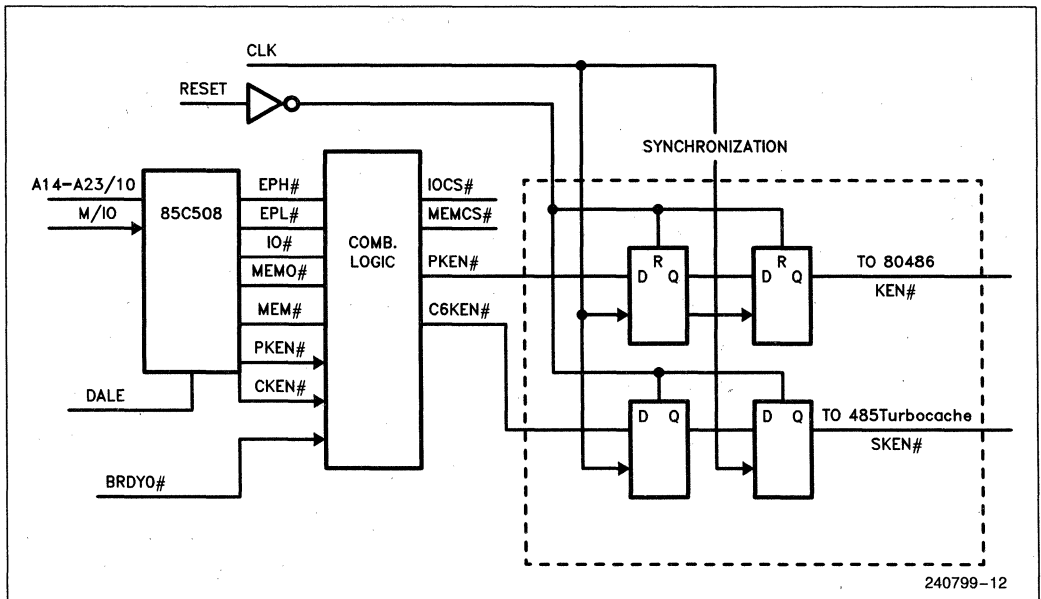 CLK
RESET
SYNCHRONIZATION
A14-A23/10
M/IO
85C508
EPH#
EPL#
IO#
MEMO#
MEM#
PKEN#
CKEN#
DALE
BRDYO#
COMB.
LOGIC
IOCS#
MEMCS#
PKEN#
C6KEN#
R
D Q
R
D Q
TO 80486
KEN#
D Q
D Q
TO 485Turbocache
SKEN#
240799-12